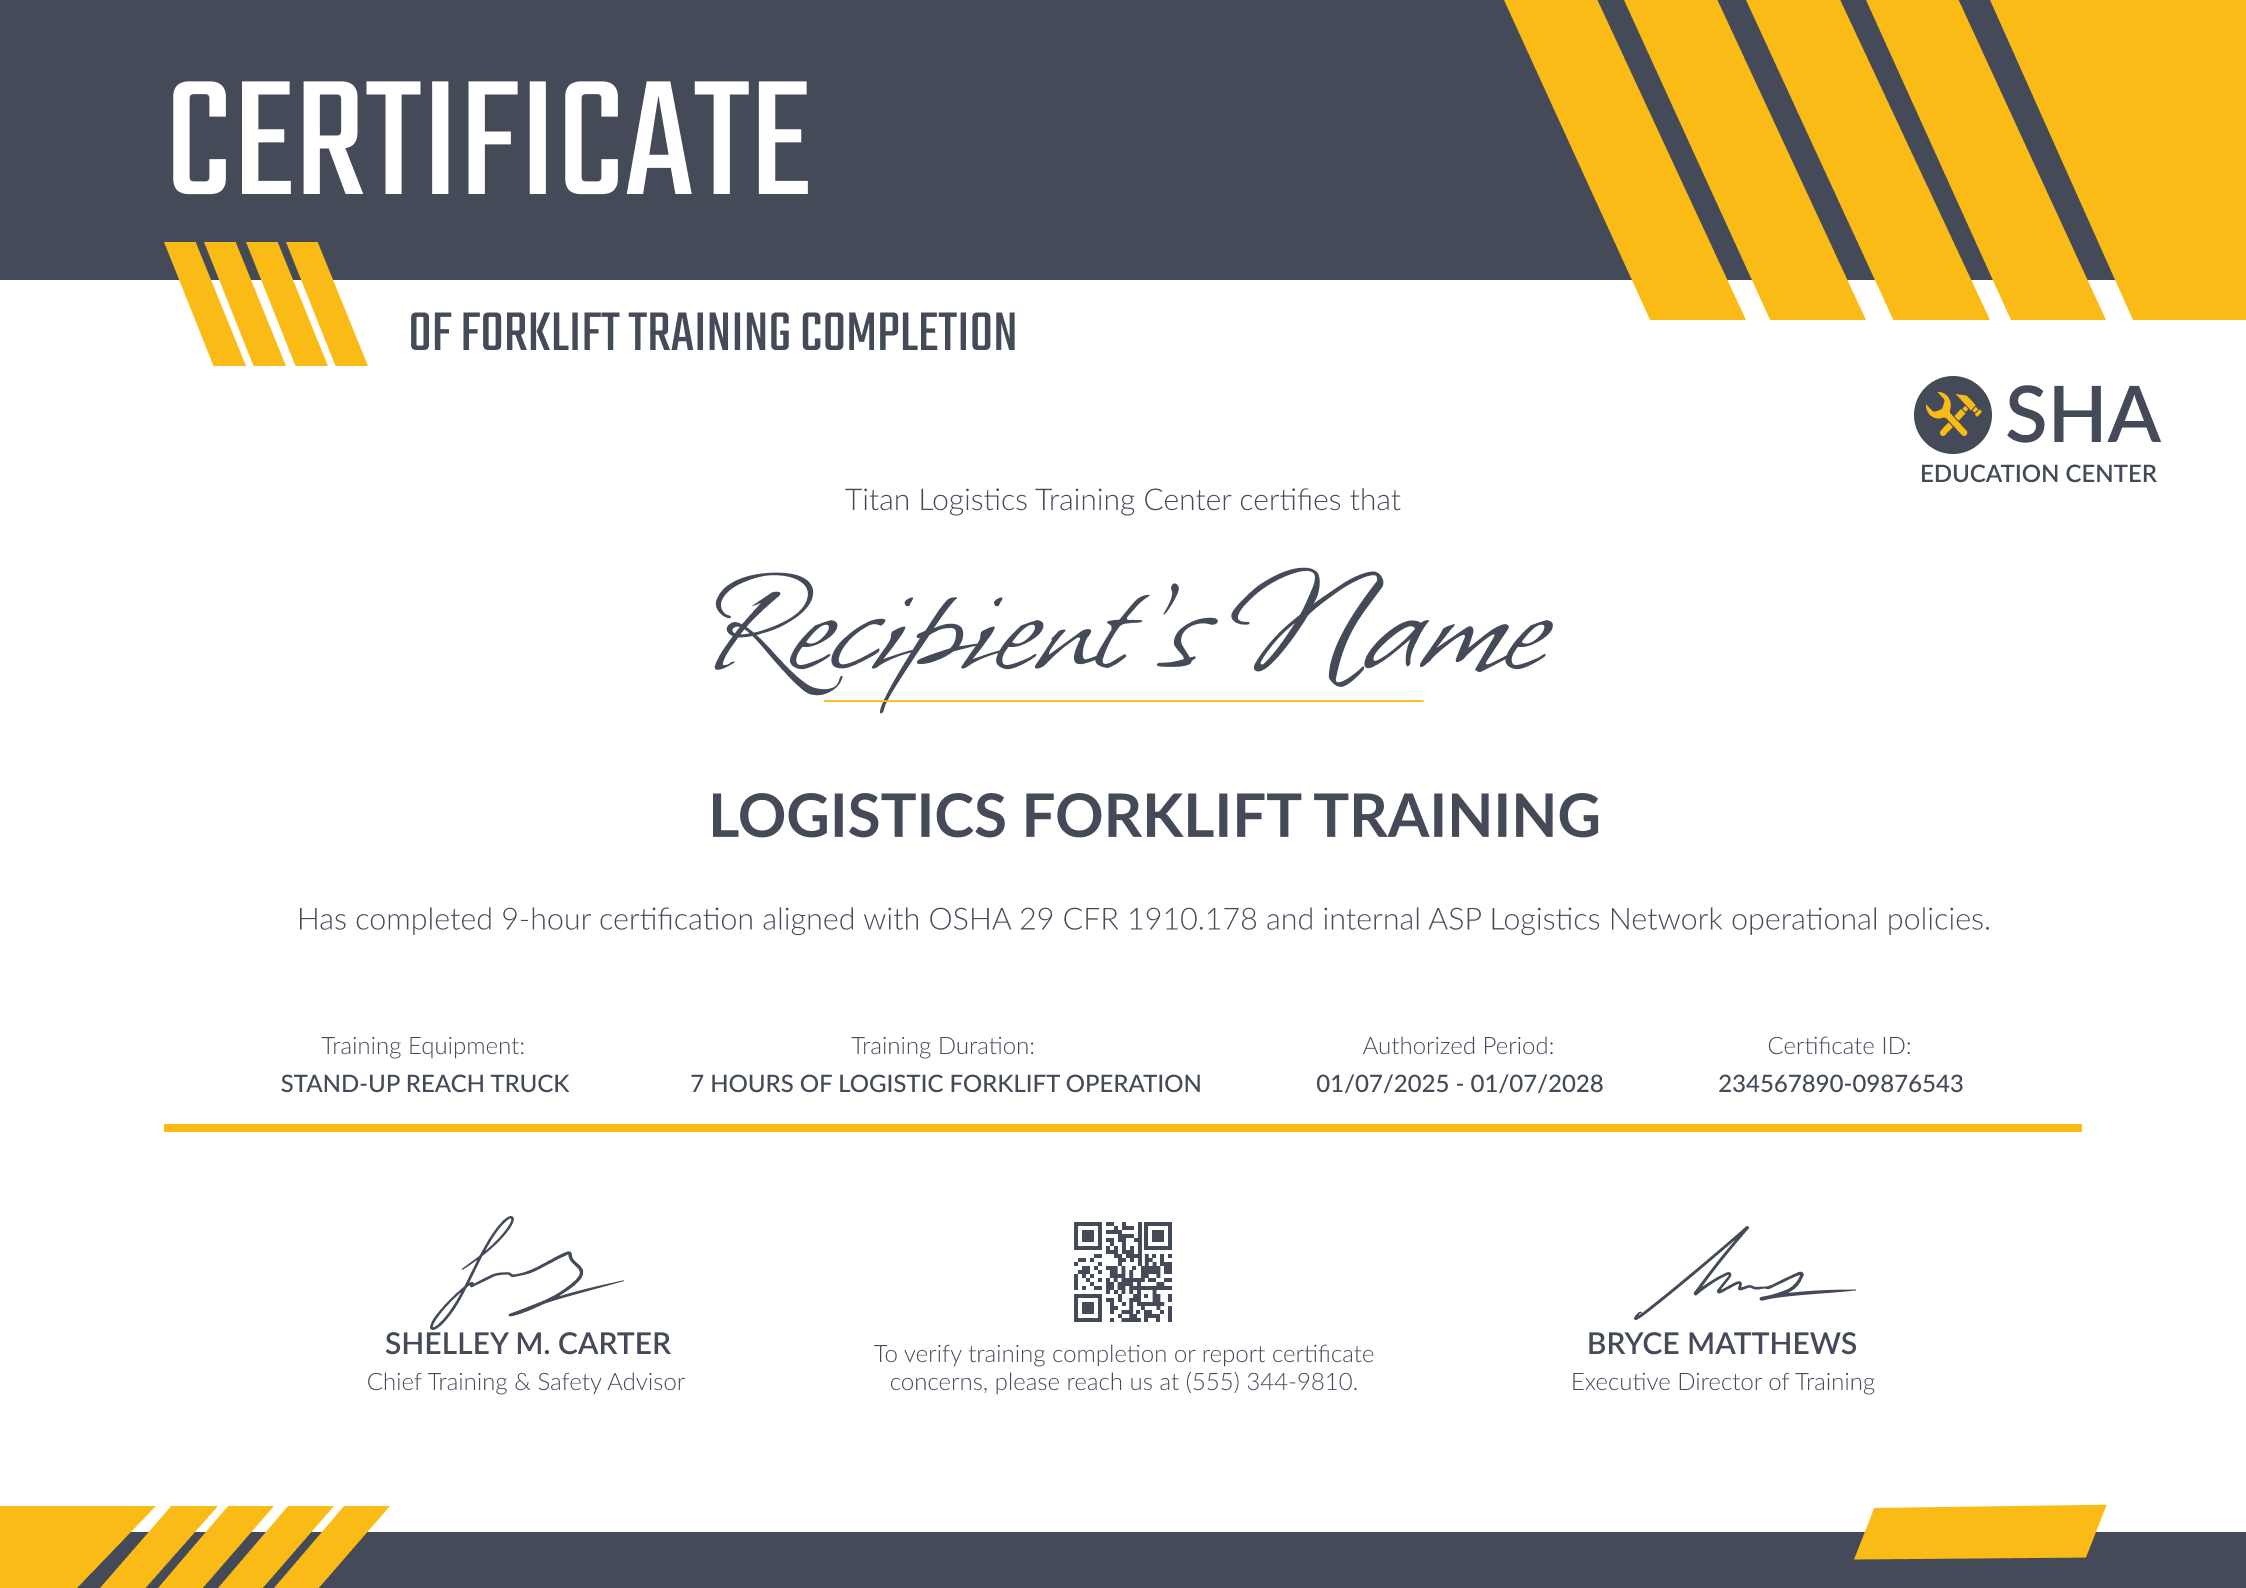 CERTIFICATE
OF FORKLIFT TRAINING COMPLETION
SHA
EDUCATION CENTER
Titan Logistics Training Center certifies that
Recipient's Name
LOGISTICS FORKLIFT TRAINING
Has completed 9-hour certification aligned with OSHA 29 CFR 1910.178 and internal ASP Logistics Network operational policies.
Training Equipment:
STAND-UP REACH TRUCK
Training Duration:
7 HOURS OF LOGISTIC FORKLIFT OPERATION
Authorized Period:
01/07/2025 - 01/07/2028
Certificate ID:
234567890-09876543
SHELLEY M. CARTER
Chief Training & Safety Advisor
To verify training completion or report certificate
concerns, please reach us at (555) 344-9810.
BRYCE MATTHEWS
Executive Director of Training